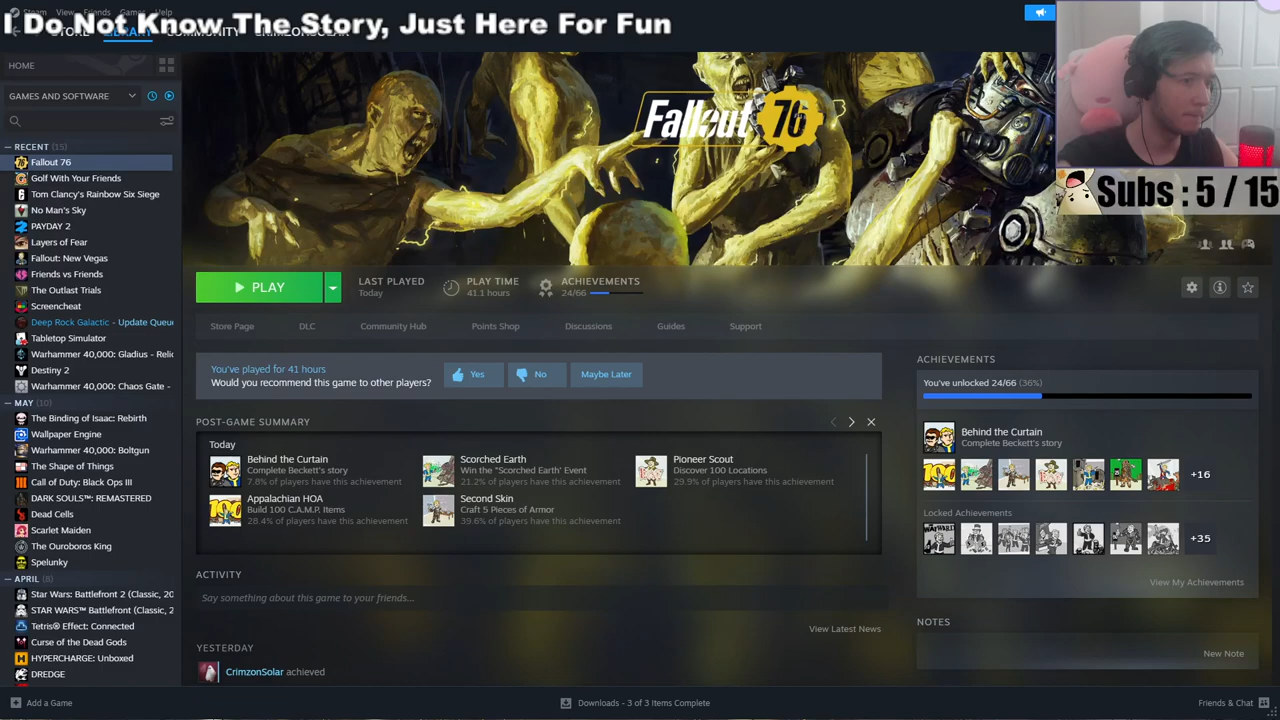 Steam View Friends Games Help
I Do Not Know The Story, Just Here For Fun
STORE LIBRARY COMMUNITY CRIMZONSOLAR
HOME
GAMES AND SOFTWARE
RECENT (15)
Fallout 76
Golf With Your Friends
Tom Clancy's Rainbow Six Siege
No Man's Sky
PAYDAY 2
Layers of Fear
Fallout: New Vegas
Friends vs Friends
The Outlast Trials
Screencheat
Deep Rock Galactic - Update Queu
Tabletop Simulator
Warhammer 40,000: Gladius - Relic
Destiny 2
Warhammer 40,000: Chaos Gate -
MAY (10)
The Binding of Isaac: Rebirth
Wallpaper Engine
Warhammer 40,000: Boltgun
The Shape of Things
Call of Duty: Black Ops III
DARK SOULS™: REMASTERED
Dead Cells
Scarlet Maiden
The Ouroboros King
Spelunky
APRIL (8)
Star Wars: Battlefront 2 (Classic, 20
STAR WARS™ Battlefront (Classic, 2
Tetris® Effect: Connected
Curse of the Dead Gods
HYPERCHARGE: Unboxed
DREDGE
Fallout 76
Subs : 5 / 15
PLAY
LAST PLAYED
Today
PLAY TIME
41.1 hours
ACHIEVEMENTS
24/66
Store Page DLC Community Hub Points Shop Discussions Guides Support
You've played for 41 hours
Would you recommend this game to other players?
Yes No Maybe Later
POST-GAME SUMMARY
Today
Behind the Curtain
Complete Beckett's story
7.8% of players have this achievement
Scorched Earth
Win the "Scorched Earth' Event
21.2% of players have this achievement
Pioneer Scout
Discover 100 Locations
29.9% of players have this achievement
Appalachian HOA
Build 100 C.A.M.P. Items
28.4% of players have this achievement
Second Skin
Craft 5 Pieces of Armor
39.6% of players have this achievement
ACTIVITY
Say something about this game to your friends...
View Latest News
YESTERDAY
CrimzonSolar achieved
ACHIEVEMENTS
You've unlocked 24/66 (36%)
Behind the Curtain
Complete Beckett's story
100
+16
Locked Achievements
+35
View My Achievements
NOTES
New Note
Add a Game
Downloads - 3 of 3 Items Complete
Friends & Chat